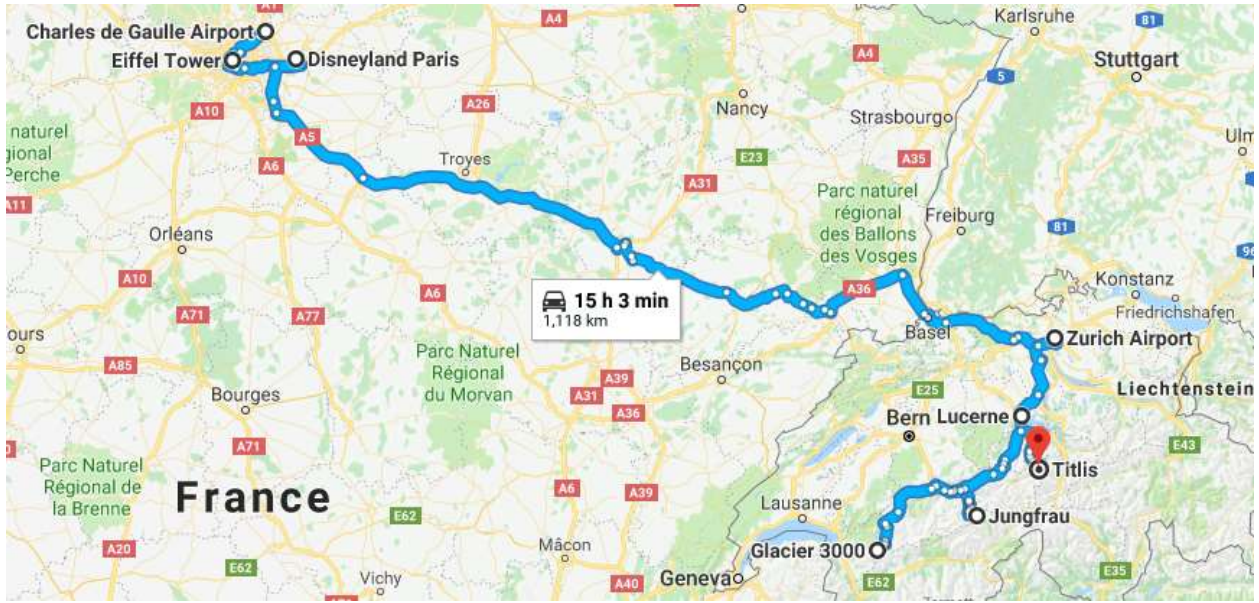 A1
A4
Karlsruhe
81
Charles de Gaulle Airport
Eiffel Tower
Disneyland Paris
A4
Stuttgart
5
A26
Nancy
Strasbourg
A10
naturel
gional
Perche
A5
A6
Troyes
E23
A35
Ulm
A31
Parc naturel
régional
des Ballons
des Vosges
A11
Freiburg
81
Orléans
96
A10
A6
A36
Konstanz
15 h 3 min
1,118 km
Friedrichshafen
A71
A77
Basel
Zurich Airport
ours
Parc Naturel
Régional
du Morvan
A85
Besançon
A39
E25
Liechtenstein
Bourges
A31
A36
Bern
Lucerne
E43
A71
Parc Naturel
Régional de
la Brenne
Titlis
France
A6
A39
Lausanne
E62
Jungfrau
A20
Mâcon
Glacier 3000
E62
Vichy
A40
Geneva
E62
E35